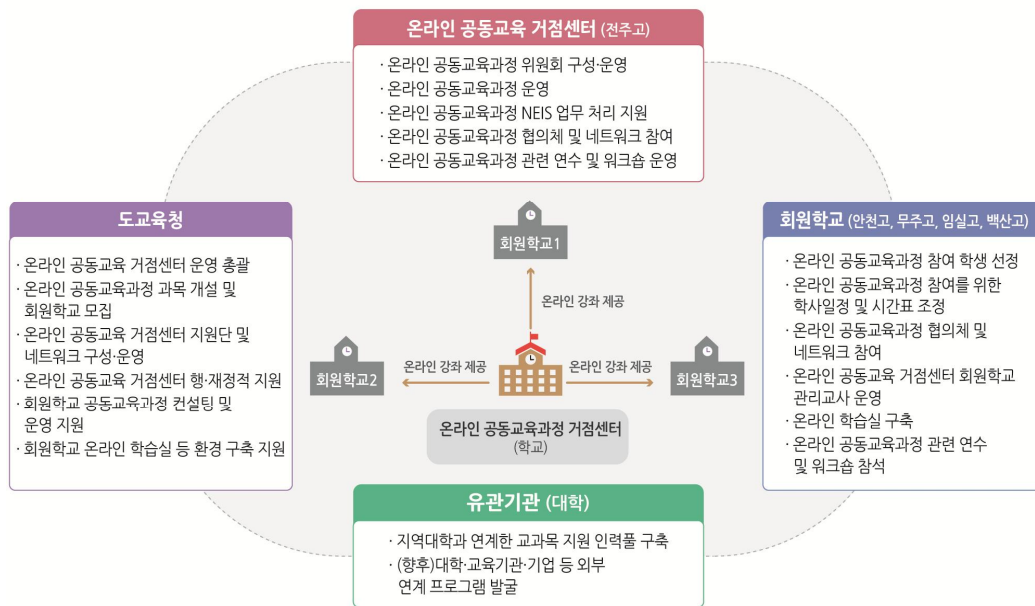 온라인 공동교육 거점센터 (전주고)
· 온라인 공동교육과정 위원회 구성·운영
· 온라인 공동교육과정 운영
· 온라인 공동교육과정 NEIS 업무 처리 지원
· 온라인 공동교육과정 협의체 및 네트워크 참여
· 온라인 공동교육과정 관련 연수 및 워크숍 운영
도교육청
· 온라인 공동교육 거점센터 운영 총괄
· 온라인 공동교육과정 과목 개설 및
회원학교 모집
· 온라인 공동교육 거점센터 지원단 및
네트워크 구성·운영
· 온라인 공동교육 거점센터 행·재정적 지원
· 회원학교 공동교육과정 컨설팅 및
운영 지원
· 회원학교 온라인 학습실 등 환경 구축 지원
회원학교1
온라인 강좌 제공
회원학교2
온라인 강좌 제공
온라인 강좌 제공
회원학교3
온라인 공동교육과정 거점센터
(학교)
회원학교 (안천고, 무주고, 임실고, 백산고)
· 온라인 공동교육과정 참여 학생 선정
· 온라인 공동교육과정 참여를 위한
학사일정 및 시간표 조정
· 온라인 공동교육과정 협의체 및
네트워크 참여
· 온라인 공동교육 거점센터 회원학교
관리교사 운영
· 온라인 학습실 구축
· 온라인 공동교육과정 관련 연수
및 워크숍 참석
유관기관 (대학)
· 지역대학과 연계한 교과목 지원 인력풀 구축
· (향후)대학·교육기관·기업 등 외부
연계 프로그램 발굴